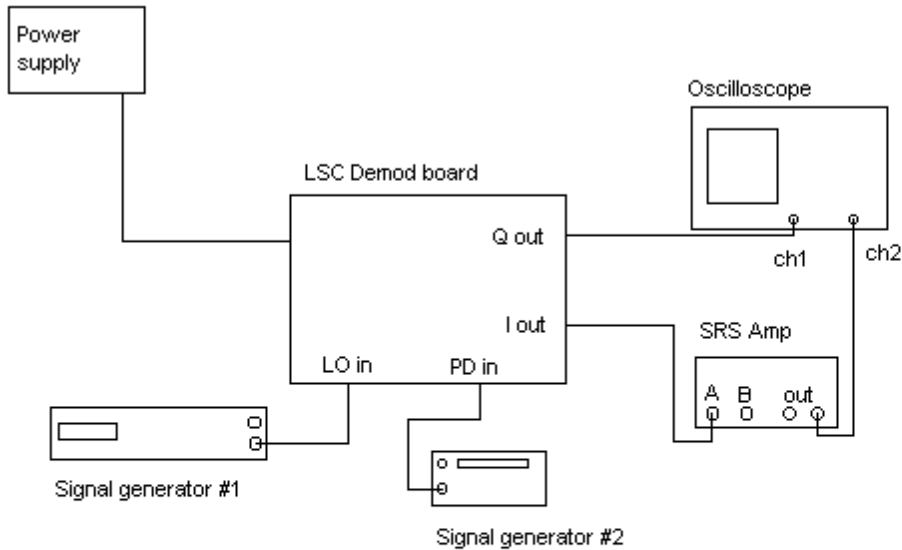 Power
supply
Oscilloscope
LSC Demod board
Q out
ch1
ch2
I out
SRS Amp
LO in
PD in
A B out
Signal generator #1
Signal generator #2